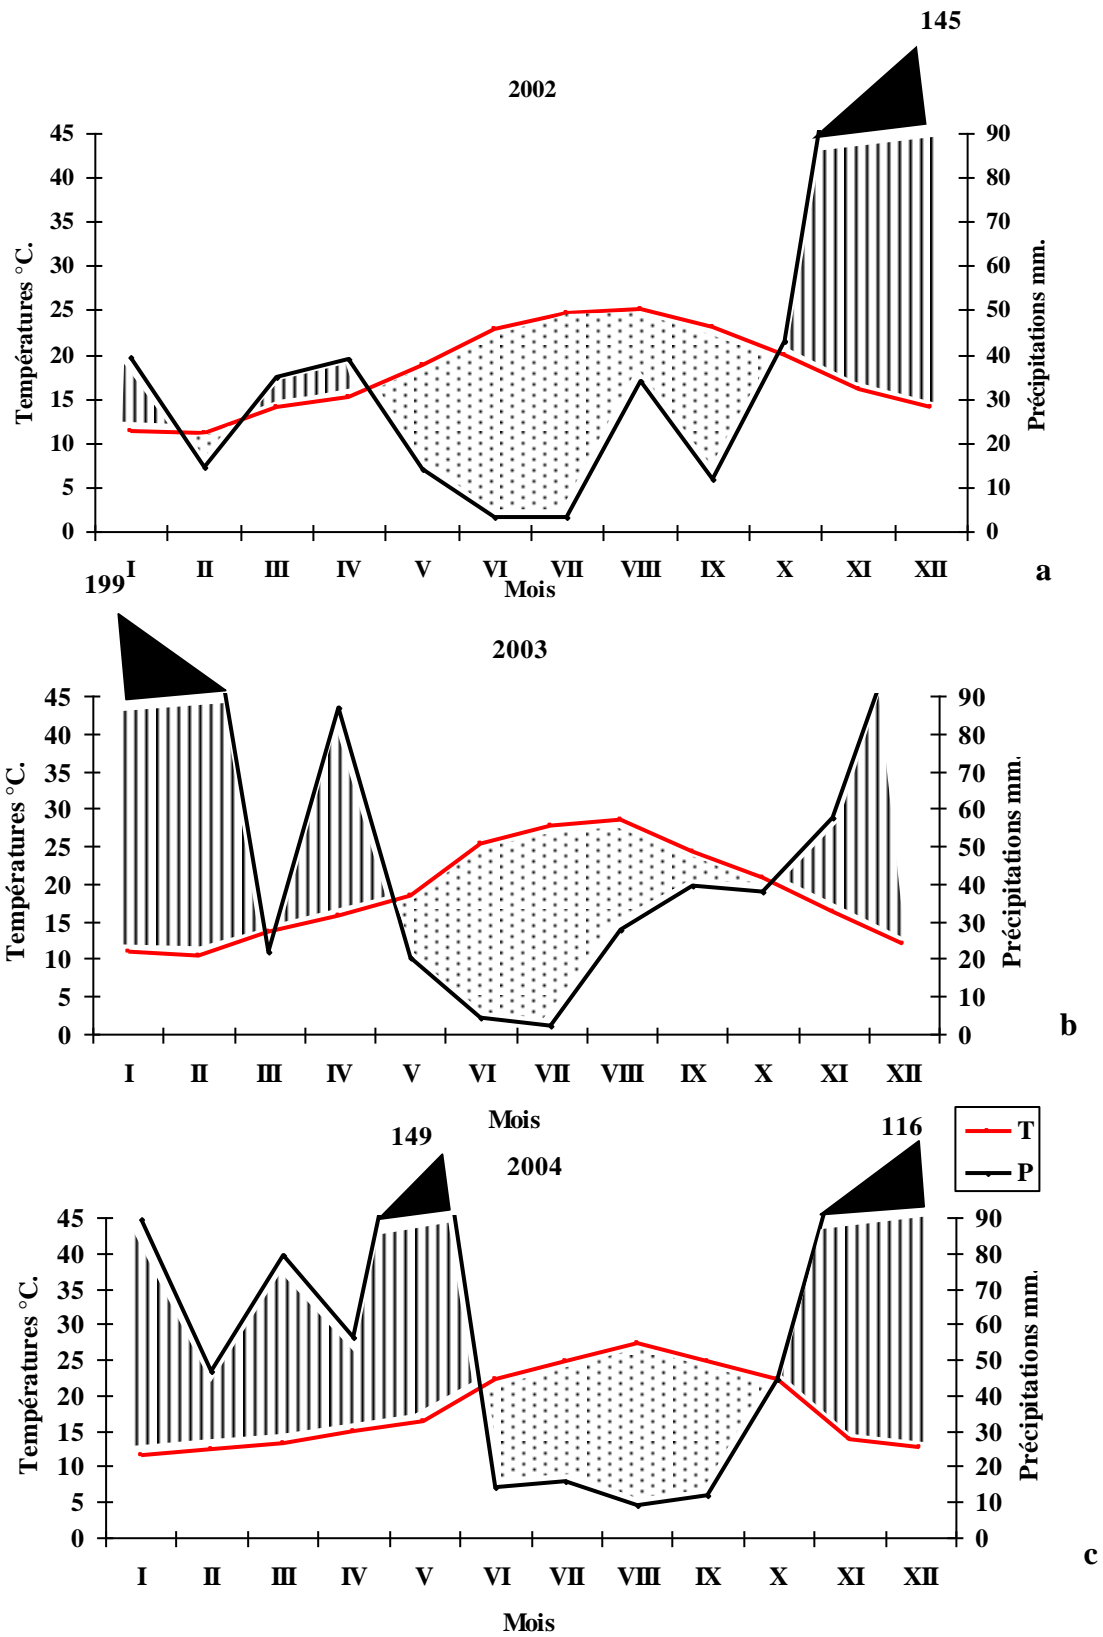 145
2002
45 90
40 80
35 70
30 60
25 50
20 40
15 30
10 20
5 10
0 0
Températures °C.
Précipitations mm.
I II III IV V VI VII VIII IX X XI XII
Mois
a
199
2003
45 90
40 80
35 70
30 60
25 50
20 40
15 30
10 20
5 10
0 0
Températures °C.
Précipitations mm.
I II III IV V VI VII VIII IX X XI XII
Mois
b
149
116
2004
T
P
45 90
40 80
35 70
30 60
25 50
20 40
15 30
10 20
5 10
0 0
Températures °C.
Précipitations mm.
I II III IV V VI VII VIII IX X XI XII
Mois
c